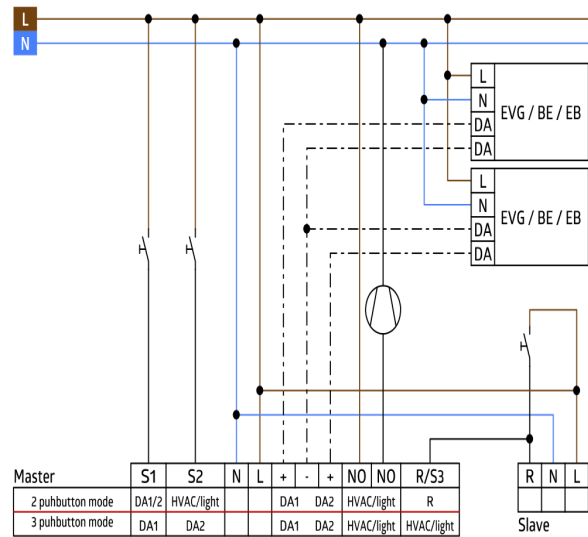 L
N
L
N
DA
DA
EVG / BE / EB
L
N
DA
DA
EVG / BE / EB
Master S1 S2 N L + - + NO NO R/S3
2 puhbutton mode DA1/2 HVAC/light DA1 DA2 HVAC/light R
3 puhbutton mode DA1 DA2 DA1 DA2 HVAC/light HVAC/light
R N L
Slave